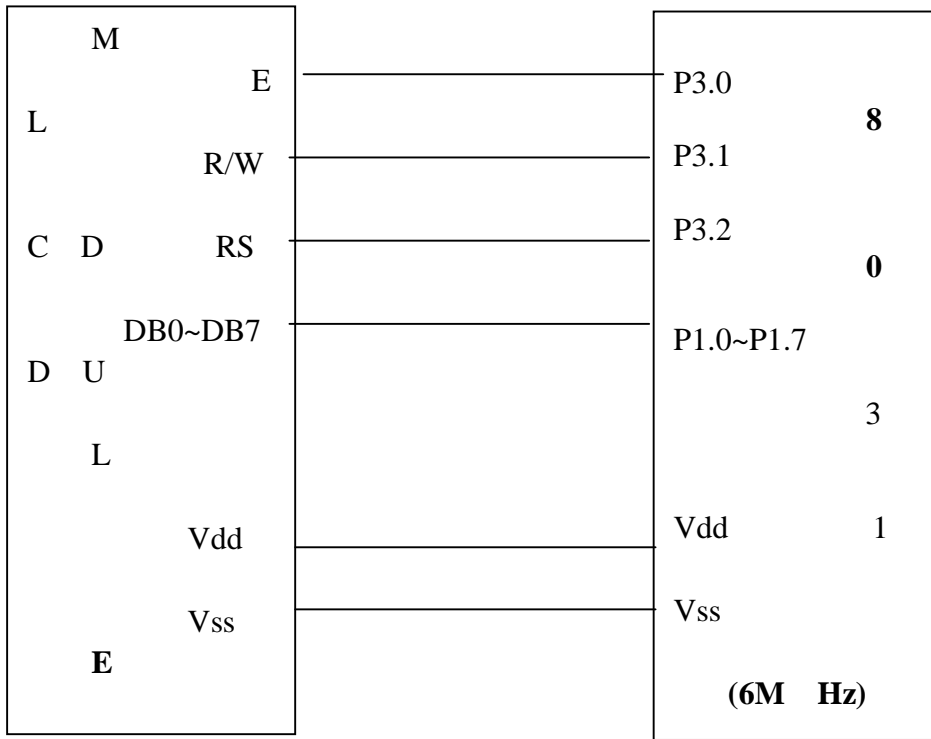 M
E P3.0
L 8
R/W P3.1
C D RS P3.2
0
DB0~DB7 P1.0~P1.7
D U
3
L
Vdd Vdd 1
Vss Vss
E
(6M Hz)